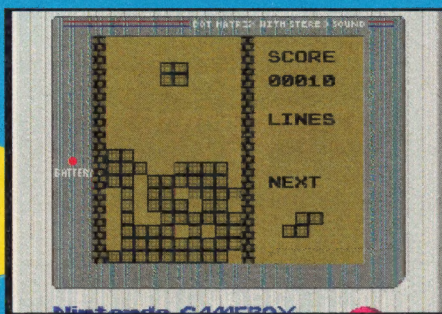 DOT MATRIX WITH STEREO SOUND
SCORE
00010
LINES
BATTERY
NEXT
Nintendo GAMEBOY